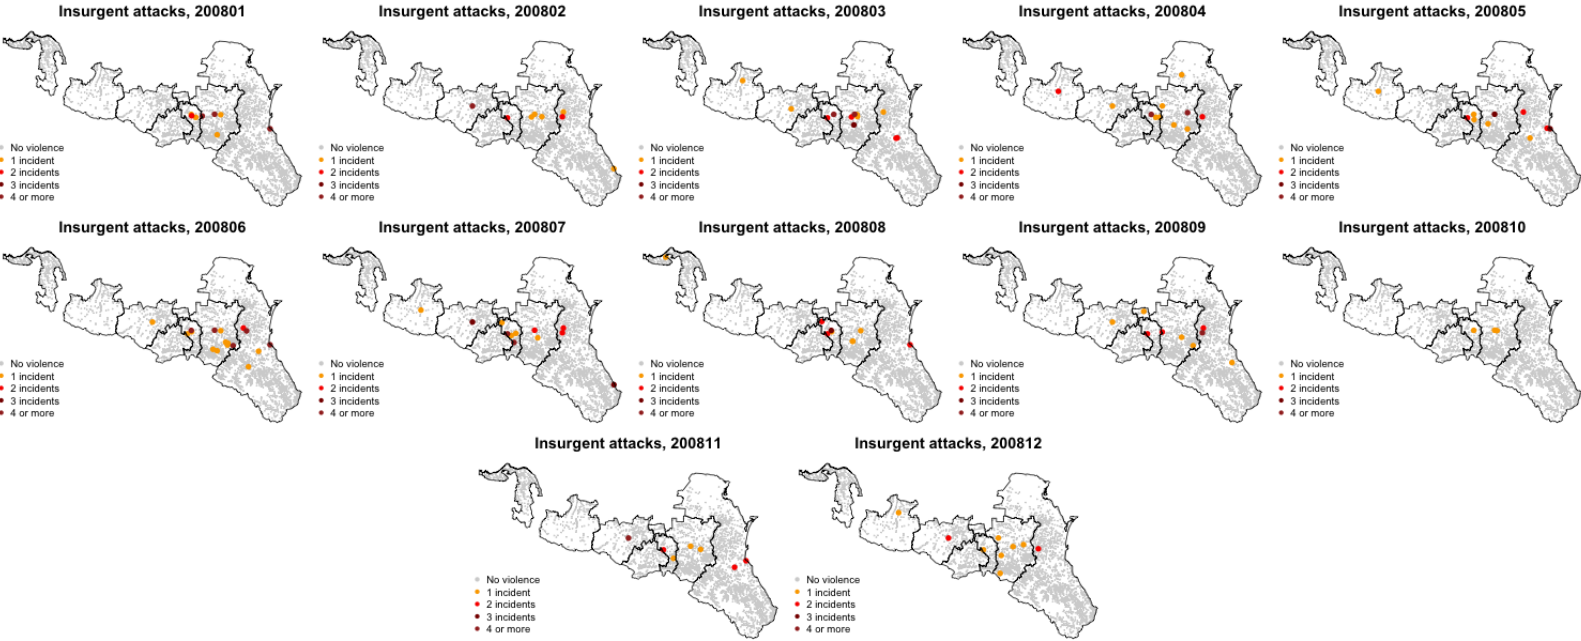 Insurgent attacks, 200801
No violence
1 incident
2 incidents
3 incidents
4 or more
Insurgent attacks, 200802
No violence
1 incident
2 incidents
3 incidents
4 or more
Insurgent attacks, 200803
No violence
1 incident
2 incidents
3 incidents
4 or more
Insurgent attacks, 200804
No violence
1 incident
2 incidents
3 incidents
4 or more
Insurgent attacks, 200805
No violence
1 incident
2 incidents
3 incidents
4 or more
Insurgent attacks, 200806
No violence
1 incident
2 incidents
3 incidents
4 or more
Insurgent attacks, 200807
No violence
1 incident
2 incidents
3 incidents
4 or more
Insurgent attacks, 200808
No violence
1 incident
2 incidents
3 incidents
4 or more
Insurgent attacks, 200809
No violence
1 incident
2 incidents
3 incidents
4 or more
Insurgent attacks, 200810
No violence
1 incident
2 incidents
3 incidents
4 or more
Insurgent attacks, 200811
No violence
1 incident
2 incidents
3 incidents
4 or more
Insurgent attacks, 200812
No violence
1 incident
2 incidents
3 incidents
4 or more